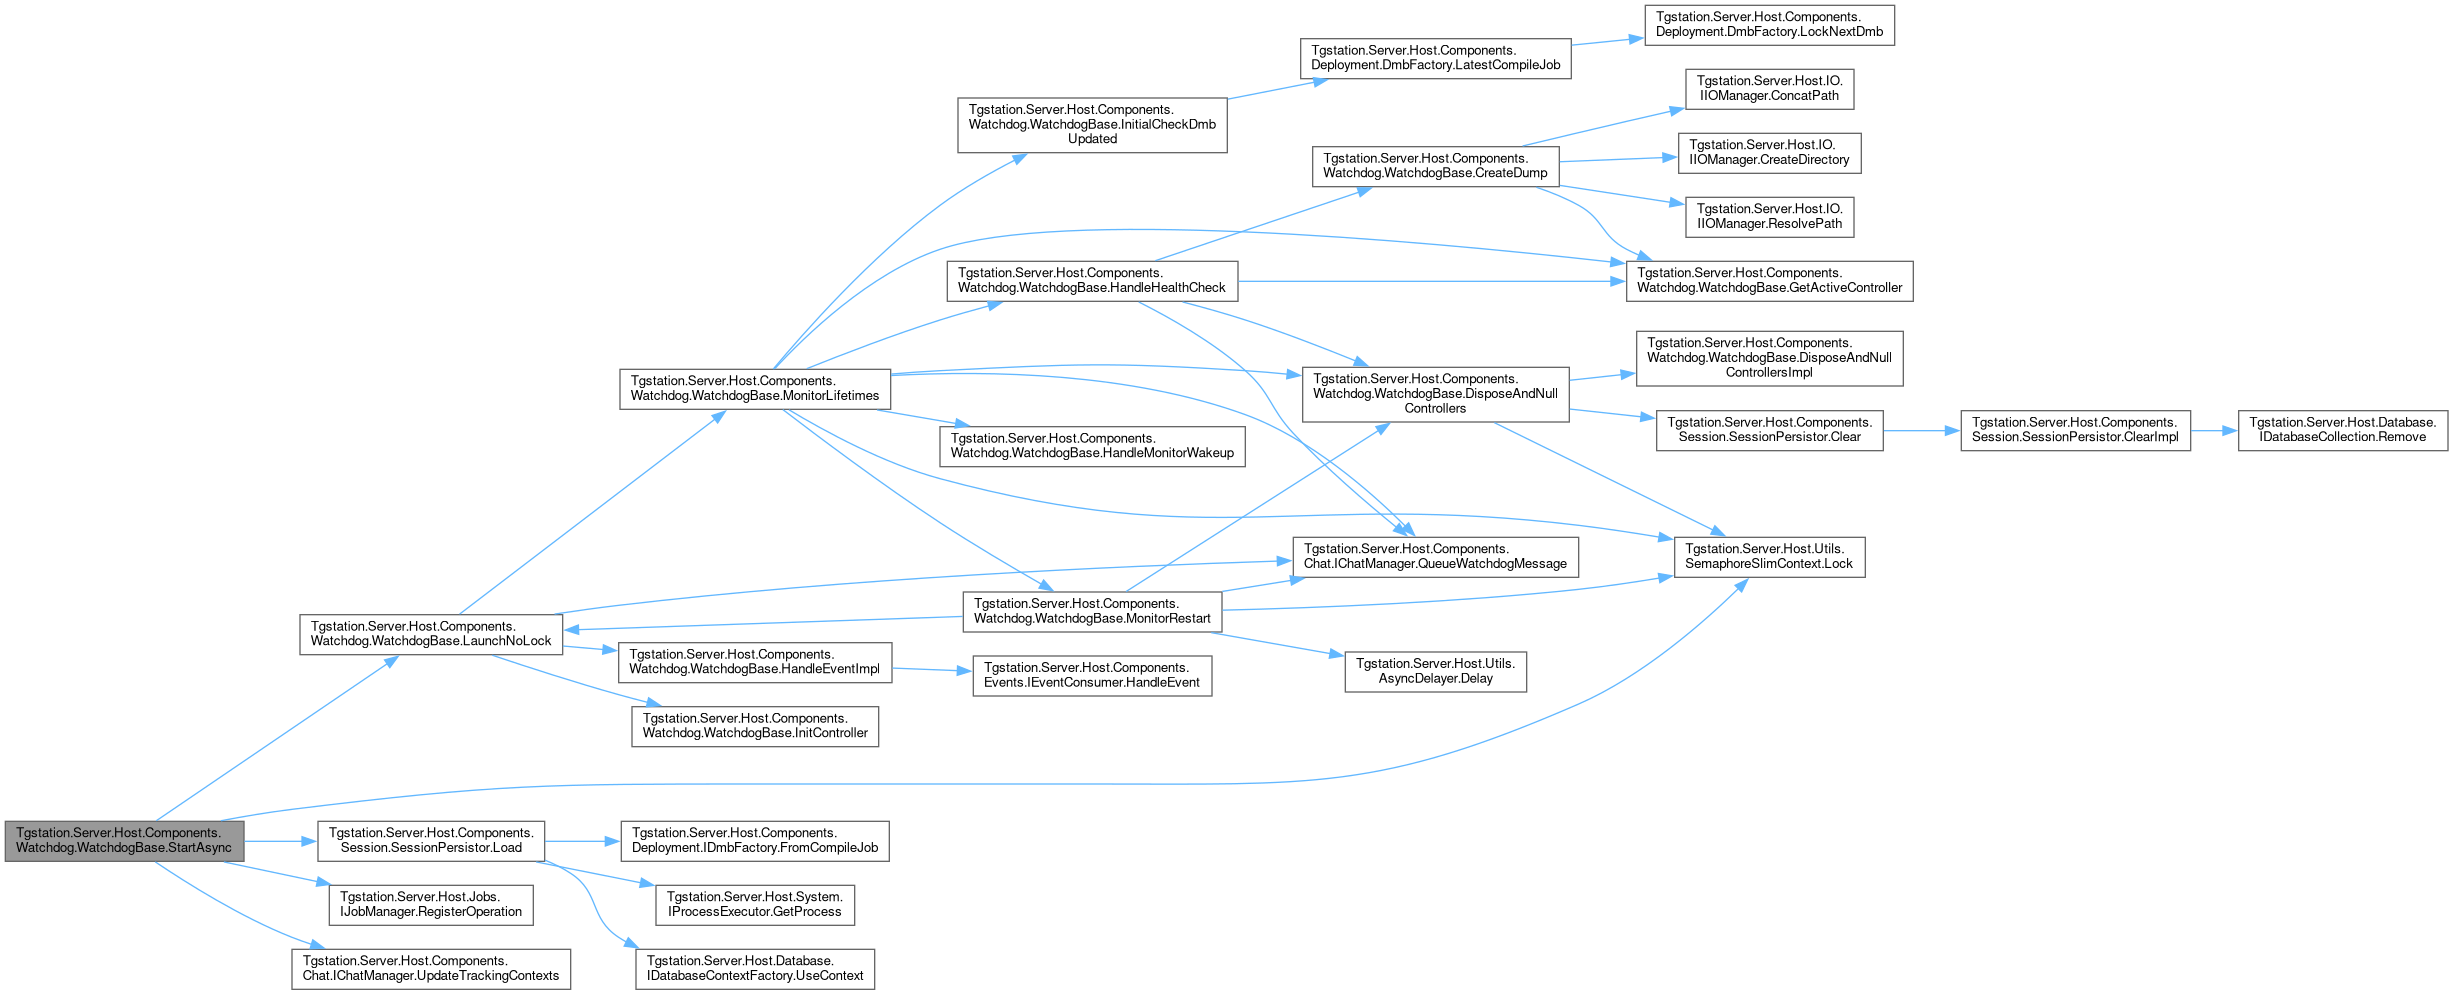 Tgstation.Server.Host.Components.
Deployment.DmbFactory.LockNextDmb
Tgstation.Server.Host.Components.
Deployment.DmbFactory.LatestCompileJob
Tgstation.Server.Host.IO.
IIOManager.ConcatPath
Tgstation.Server.Host.Components.
Watchdog.WatchdogBase.InitialCheckDmb
Updated
Tgstation.Server.Host.IO.
IIOManager.CreateDirectory
Tgstation.Server.Host.Components.
Watchdog.WatchdogBase.CreateDump
Tgstation.Server.Host.IO.
IIOManager.ResolvePath
Tgstation.Server.Host.Components.
Watchdog.WatchdogBase.HandleHealthCheck
Tgstation.Server.Host.Components.
Watchdog.WatchdogBase.GetActiveController
Tgstation.Server.Host.Components.
Watchdog.WatchdogBase.DisposeAndNull
ControllersImpl
Tgstation.Server.Host.Components.
Watchdog.WatchdogBase.MonitorLifetimes
Tgstation.Server.Host.Components.
Watchdog.WatchdogBase.DisposeAndNull
Controllers
Tgstation.Server.Host.Components.
Session.SessionPersistor.Clear
Tgstation.Server.Host.Components.
Session.SessionPersistor.ClearImpl
Tgstation.Server.Host.Database.
IDatabaseCollection.Remove
Tgstation.Server.Host.Components.
Watchdog.WatchdogBase.HandleMonitorWakeup
Tgstation.Server.Host.Components.
Chat.IChatManager.QueueWatchdogMessage
Tgstation.Server.Host.Utils.
SemaphoreSlimContext.Lock
Tgstation.Server.Host.Components.
Watchdog.WatchdogBase.MonitorRestart
Tgstation.Server.Host.Components.
Watchdog.WatchdogBase.LaunchNoLock
Tgstation.Server.Host.Components.
Watchdog.WatchdogBase.HandleEventImpl
Tgstation.Server.Host.Components.
Events.IEventConsumer.HandleEvent
Tgstation.Server.Host.Utils.
AsyncDelayer.Delay
Tgstation.Server.Host.Components.
Watchdog.WatchdogBase.InitController
Tgstation.Server.Host.Components.
Watchdog.WatchdogBase.StartAsync
Tgstation.Server.Host.Components.
Session.SessionPersistor.Load
Tgstation.Server.Host.Components.
Deployment.IDmbFactory.FromCompileJob
Tgstation.Server.Host.Jobs.
IJobManager.RegisterOperation
Tgstation.Server.Host.System.
IProcessExecutor.GetProcess
Tgstation.Server.Host.Components.
Chat.IChatManager.UpdateTrackingContexts
Tgstation.Server.Host.Database.
IDatabaseContextFactory.UseContext